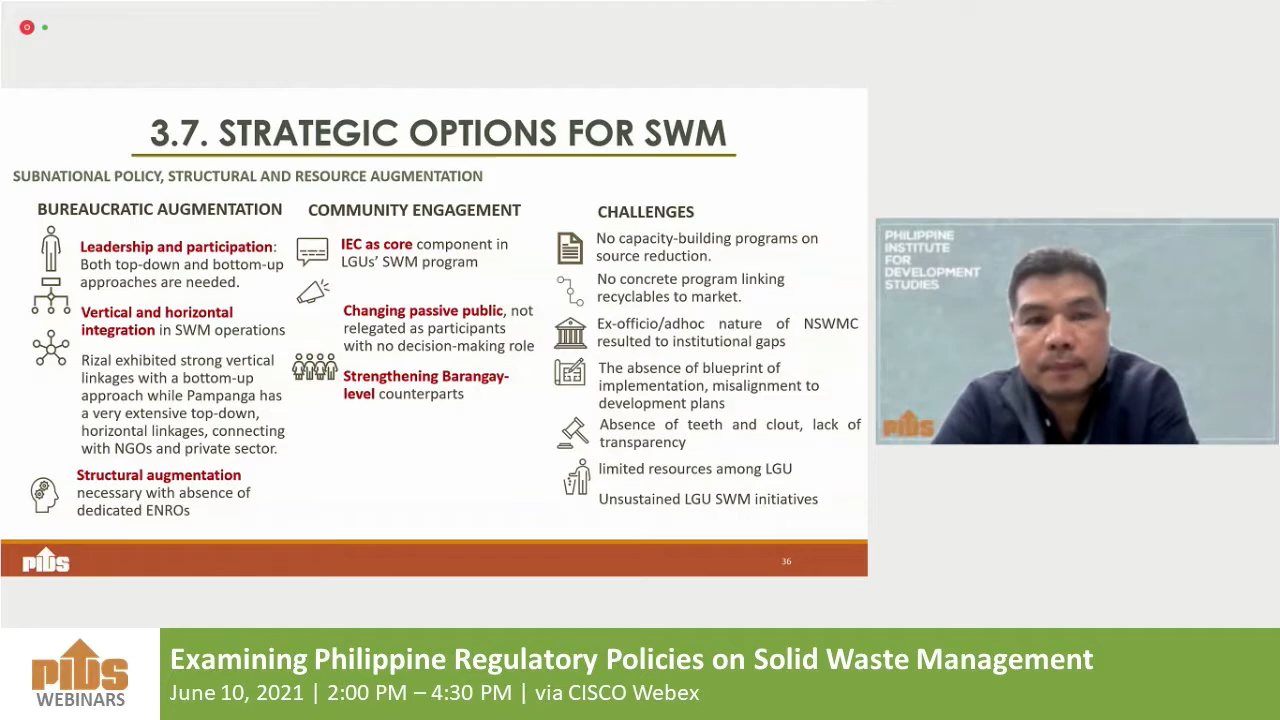 3.7. STRATEGIC OPTIONS FOR SWM
SUBNATIONAL POLICY, STRUCTURAL AND RESOURCE AUGMENTATION
BUREAUCRATIC AUGMENTATION
Leadership and participation:
Both top-down and bottom-up
approaches are needed.
Vertical and horizontal
integration in SWM operations
Rizal exhibited strong vertical
linkages with a bottom-up
approach while Pampanga has
a very extensive top-down,
horizontal linkages, connecting
with NGOs and private sector.
Structural augmentation
necessary with absence of
dedicated ENROs
COMMUNITY ENGAGEMENT
IEC as core component in
LGUs' SWM program
Changing passive public, not
relegated as participants
with no decision-making role
Strengthening Barangay-
level counterparts
CHALLENGES
No capacity-building programs on
source reduction.
No concrete program linking
recyclables to market.
Ex-officio/adhoc nature of NSWMC
resulted to institutional gaps
The absence of blueprint of
implementation, misalignment to
development plans
Absence of teeth and clout, lack of
transparency
limited resources among LGU
Unsustained LGU SWM initiatives
PIDS
36
PHILIPPINE
INSTITUTE
FOR
DEVELOPMENT
STUDIES
PIDS
PIDS
WEBINARS
Examining Philippine Regulatory Policies on Solid Waste Management
June 10, 2021 | 2:00 PM – 4:30 PM | via CISCO Webex